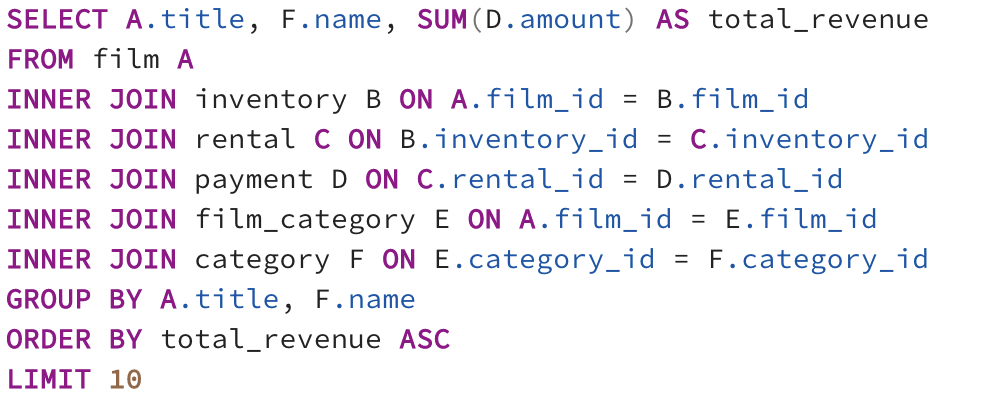 SELECT A.title, F.name, SUM(D.amount) AS total_revenue
FROM film A
INNER JOIN inventory B ON A.film_id = B.film_id
INNER JOIN rental C ON B.inventory_id = C.inventory_id
INNER JOIN payment D ON C.rental_id = D.rental_id
INNER JOIN film_category E ON A.film_id = E.film_id
INNER JOIN category F ON E.category_id = F.category_id
GROUP BY A.title, F.name
ORDER BY total_revenue ASC
LIMIT 10